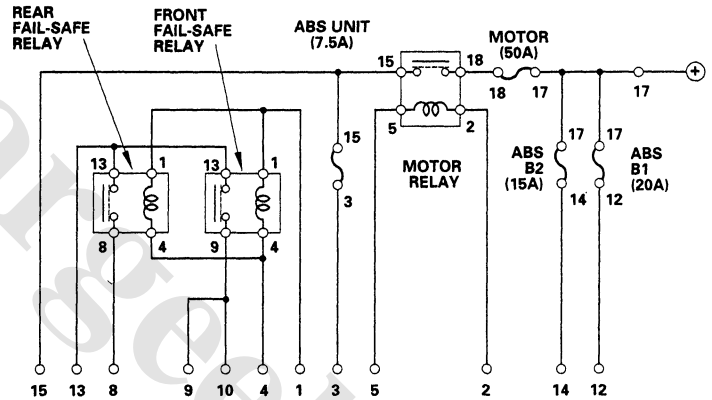 REAR
FAIL-SAFE
RELAY
FRONT
FAIL-SAFE
RELAY
ABS UNIT
(7.5A)
MOTOR
(50A)
15
18
18
17
17
+
5
2
MOTOR
RELAY
15
3
ABS
B2
(15A)
17
14
17
12
ABS
B1
(20A)
13
1
13
1
8
4
9
4
15
13
8
9
10
4
1
3
5
2
14
12